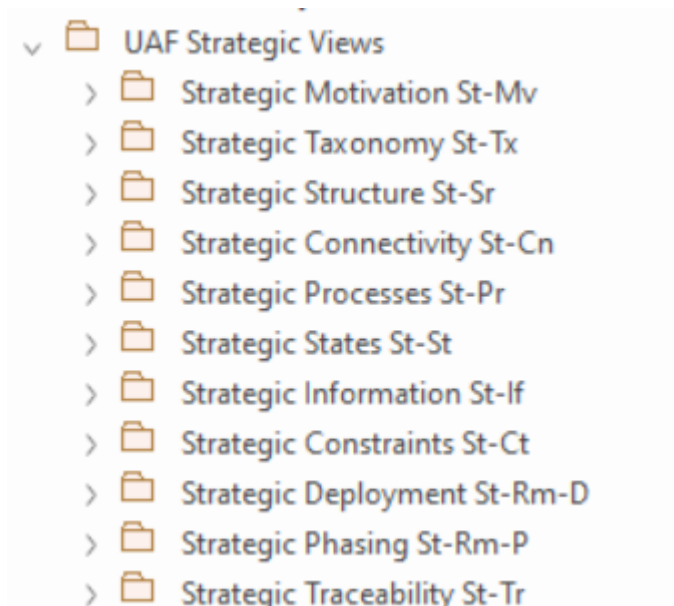 UAF Strategic Views
Strategic Motivation St-Mv
Strategic Taxonomy St-Tx
Strategic Structure St-Sr
Strategic Connectivity St-Cn
Strategic Processes St-Pr
Strategic States St-St
Strategic Information St-If
Strategic Constraints St-Ct
Strategic Deployment St-Rm-D
Strategic Phasing St-Rm-P
Strategic Traceability St-Tr